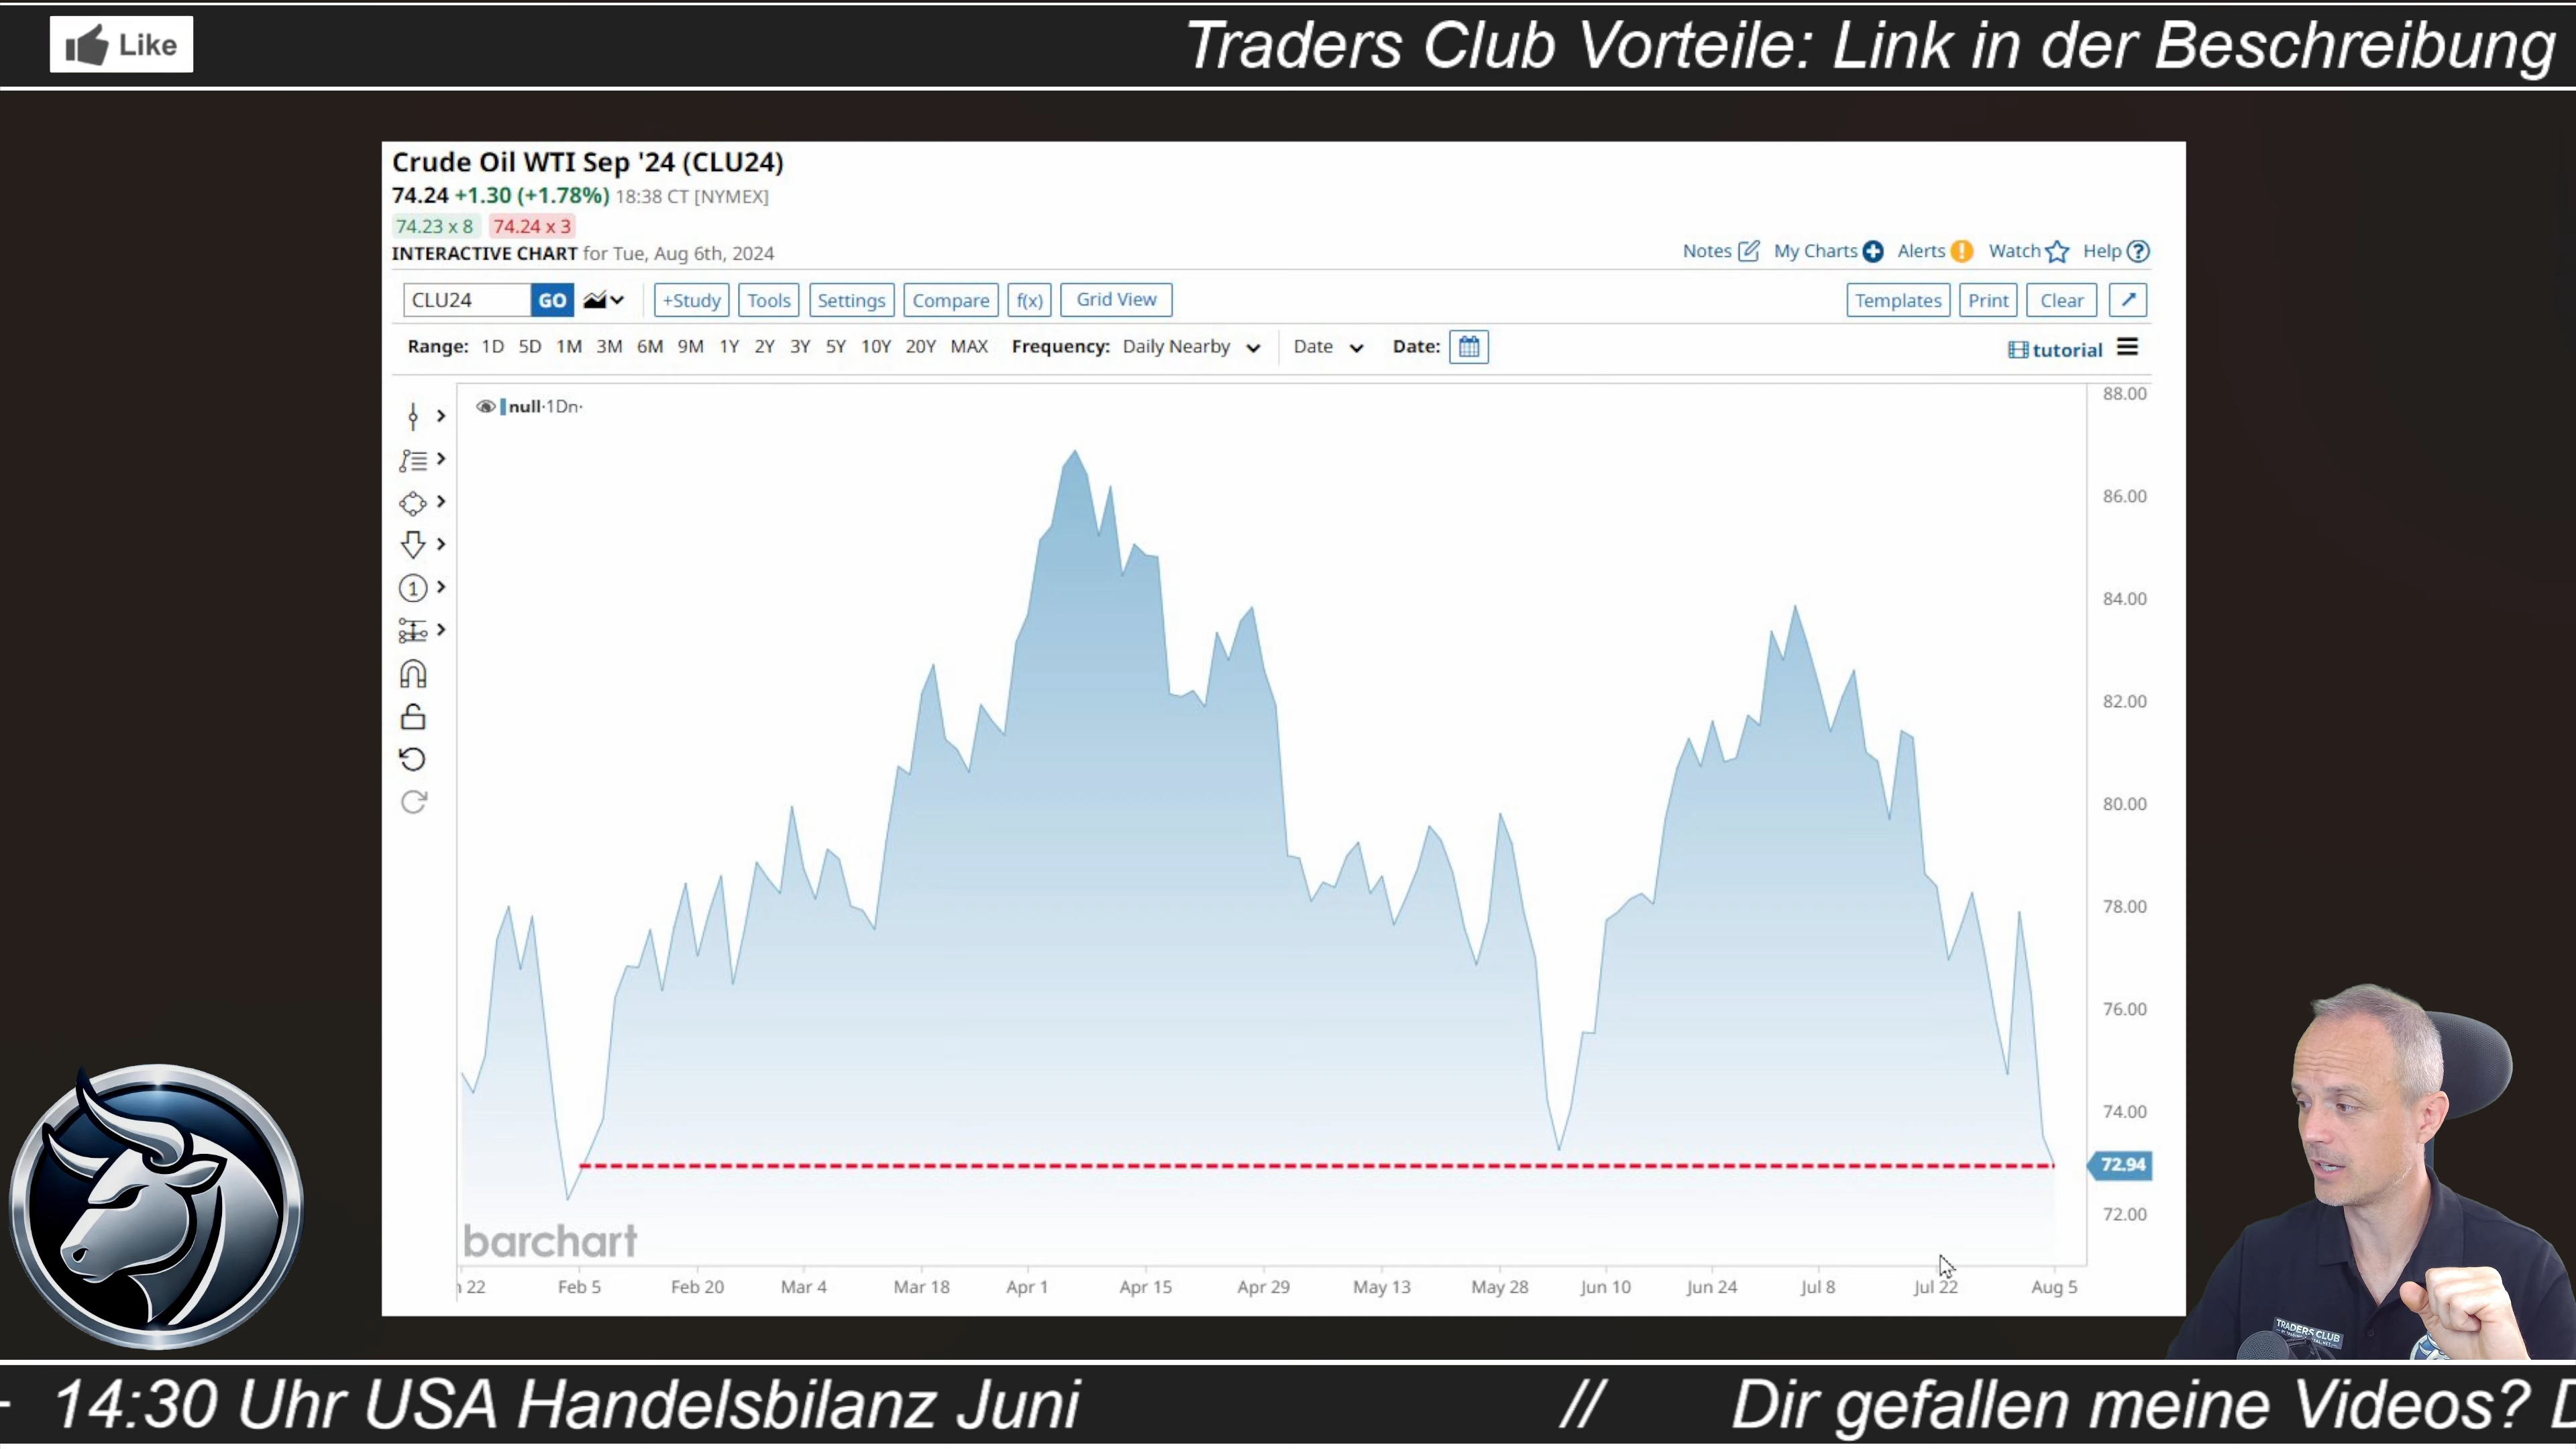 Like
Traders Club Vorteile: Link in der Beschreibung
Crude Oil WTI Sep '24 (CLU24)
74.24 +1.30 (+1.78%) 18:38 CT [NYMEX]
74.23 x 8 74.24 x 3
INTERACTIVE CHART for Tue, Aug 6th, 2024
Notes My Charts Alerts Watch Help
CLU24 GO +Study Tools Settings Compare f(x) Grid View Templates Print Clear
Range: 1D 5D 1M 3M 6M 9M 1Y 2Y 3Y 5Y 10Y 20Y MAX Frequency: Daily Nearby Date Date: tutorial
null·1Dn·
88.00
86.00
84.00
82.00
80.00
78.00
76.00
74.00
72.94
72.00
barchart
22 Feb 5 Feb 20 Mar 4 Mar 18 Apr 1 Apr 15 Apr 29 May 13 May 28 Jun 10 Jun 24 Jul 8 Jul 22 Aug 5
TRADERS CLUB
- 14:30 Uhr USA Handelsbilanz Juni // Dir gefallen meine Videos? D